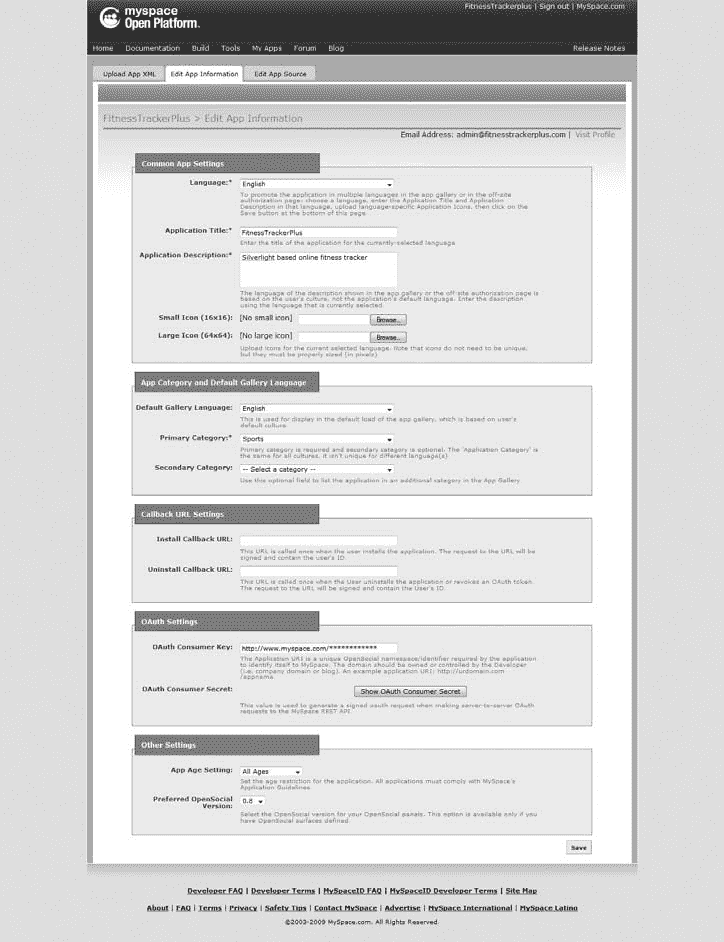 FitnessTrackerplus | Sign out | MySpace.com
myspace
Open Platform.
Home Documentation Build Tools My Apps Forum Blog Release Notes
Upload App XML Edit App Information Edit App Source
FitnessTrackerPlus > Edit App Information
Email Address: admin@fitnesstrackerplus.com | Visit Profile
Common App Settings
Language:* English
To promote the application in multiple languages in the app gallery or in the off-site
authorization page: choose a language, enter the Application Title and Application
Description in that language, upload language-specific Application Icons, then click on the
Save button at the bottom of this page.
Application Title:* FitnessTrackerPlus
Enter the title of the application for the currently-selected language
Application Description:* Silverlight based online fitness tracker
The language of the description shown in the app gallery or the off-site authorization page is
based on the user's culture, not the application's default language. Enter the description
using the language that is currently selected.
Small Icon (16x16): [No small icon] Browse..
Large Icon (64x64): [No large icon] Browse..
Upload icons for the current selected language. Note that icons do not need to be unique,
but they must be properly sized (in pixels)
App Category and Default Gallery Language
Default Gallery Language: English
This is used for display in the default load of the app gallery, which is based on user's
default culture.
Primary Category:* Sports
Primary category is required and secondary category is optional. The 'Application Category' is
the same for all cultures. It isn't unique for different language(s)
Secondary Category: -- Select a category --
Use this optional field to list the application in an additional category in the App Gallery
Callback URL Settings
Install Callback URL:
This URL is called once when the user installs the application. The request to the URL will be
signed and contain the user's ID.
Uninstall Callback URL:
This URL is called once when the User uninstalls the application or revokes an OAuth token.
The request to the URL will be signed and contain the User's ID.
OAuth Settings
OAuth Consumer Key: http://www.myspace.com/************
The Application URI is a unique OpenSocial namespace/identifier required by the application
to identify itself to MySpace. The domain should be owned or controlled by the Developer
(i.e. company domain or blog). An example application URI: http://urdomain.com
/appname.
OAuth Consumer Secret: Show OAuth Consumer Secret
This value is used to generate a signed oauth request when making server-to-server OAuth
requests to the MySpace REST API.
Other Settings
App Age Setting: All Ages
Set the age restriction for the application. All applications must comply with MySpace's
Application Guidelines.
Preferred OpenSocial
Version: 0.8
Select the OpenSocial version for your OpenSocial panels. This option is available only if you
have OpenSocial surfaces defined.
Save
Developer FAQ | Developer Terms | MySpaceID FAQ | MySpaceID Developer Terms | Site Map
About | FAQ | Terms | Privacy | Safety Tips | Contact MySpace | Advertise | MySpace International | MySpace Latino
©2003-2009 MySpace.com. All Rights Reserved.